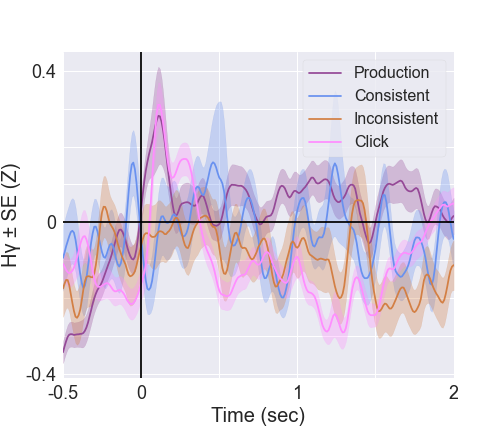 Production
Consistent
Inconsistent
Click
0.4
0
-0.4
Hγ ± SE (Z)
-0.5
0
1
2
Time (sec)